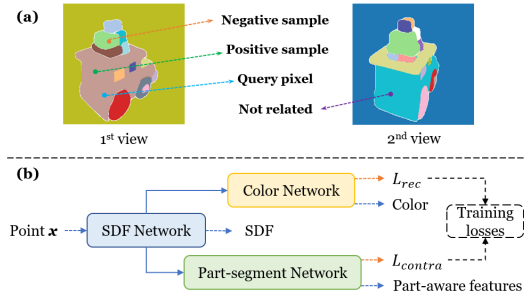 (a)
Negative sample
Positive sample
Query pixel
Not related
1st view
2nd view
(b)
Color Network
L_rec
Color
Training
losses
Point x
SDF Network
SDF
Part-segment Network
L_contra
Part-aware features